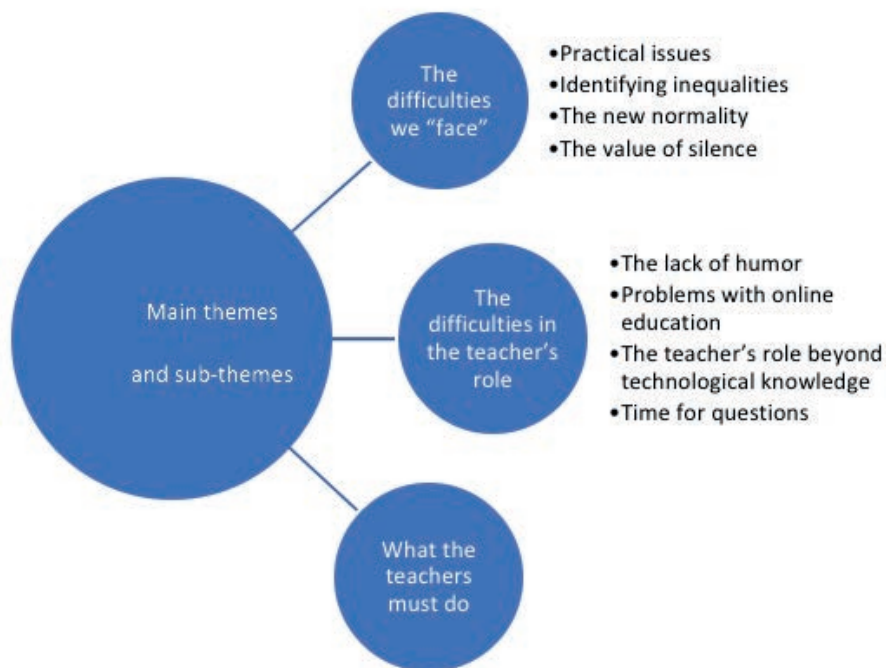 The
difficulties
we “face”
•Practical issues
•Identifying inequalities
•The new normality
•The value of silence
Main themes
and sub-themes
The
difficulties in
the teacher’s
role
•The lack of humor
•Problems with online
education
•The teacher’s role beyond
technological knowledge
•Time for questions
What the
teachers
must do